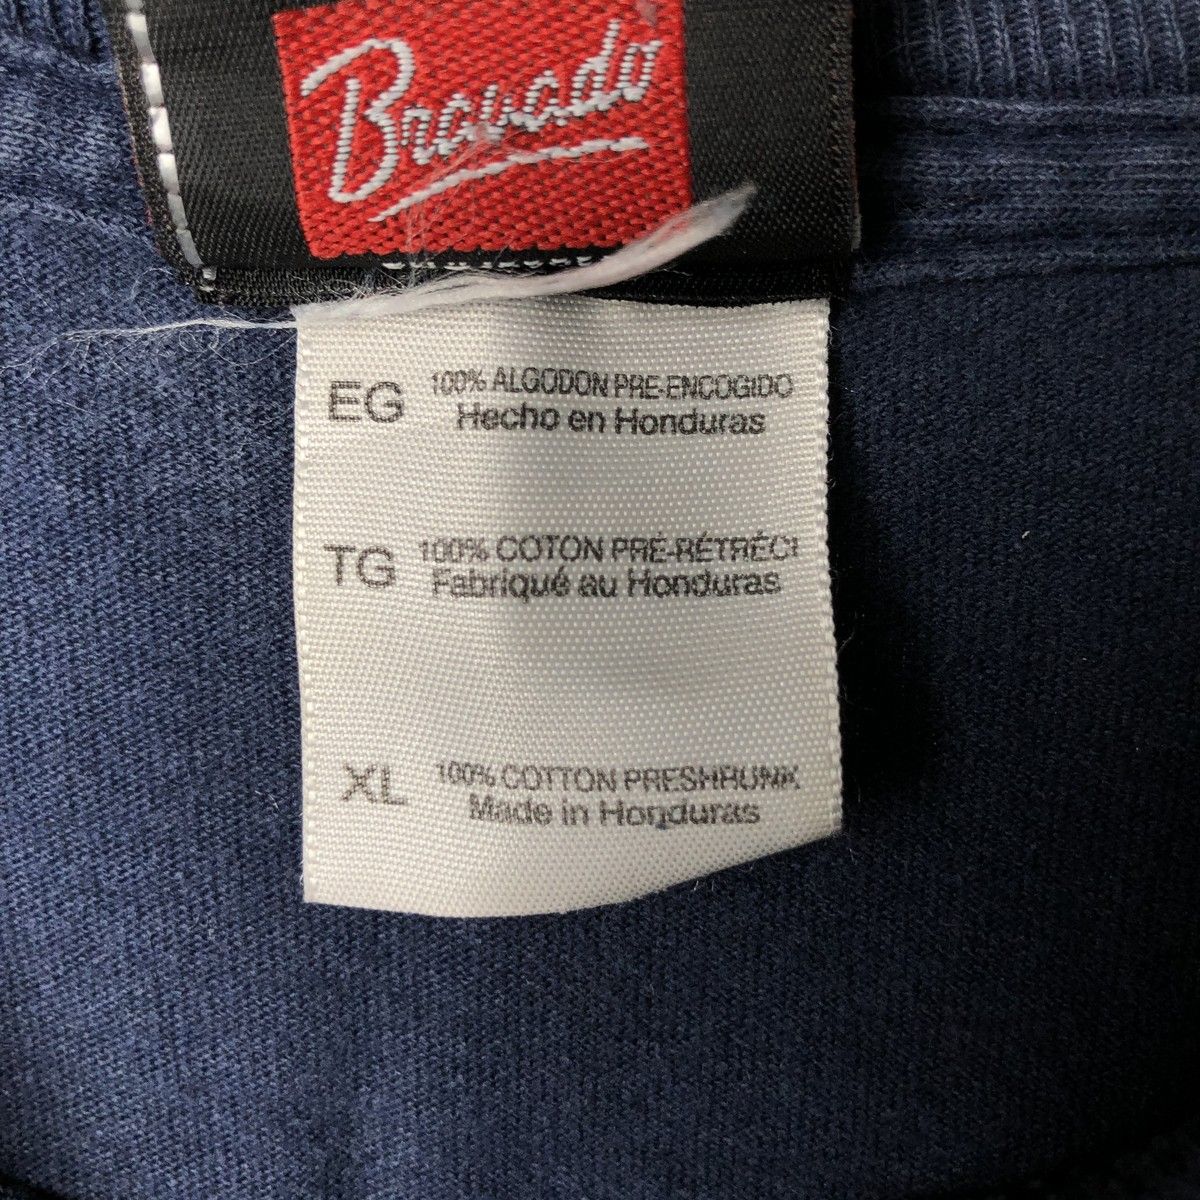 Bravado
EG 100% ALGODON PRE-ENCOGIDO
Hecho en Honduras
TG 100% COTON PRÉ-RÉTRÉCI
Fabriqué au Honduras
XL 100% COTTON PRESHRUNK
Made in Honduras